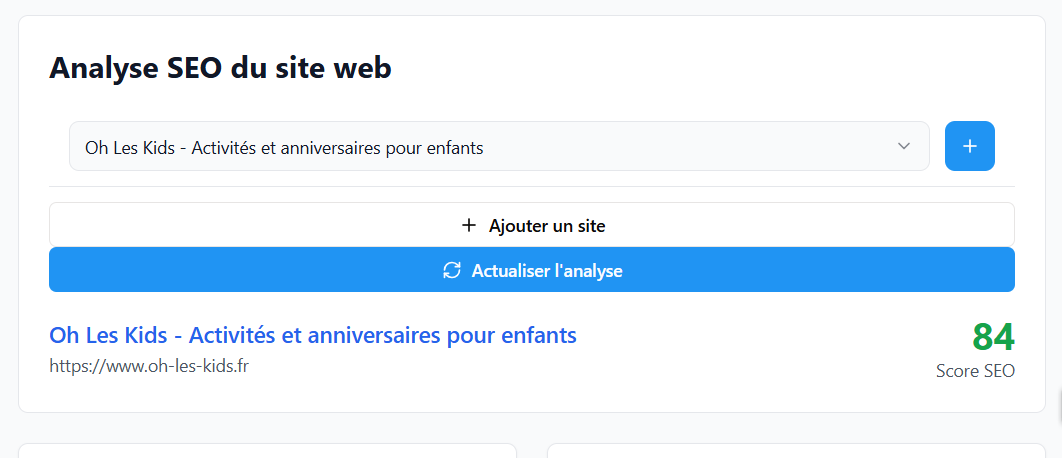 Analyse SEO du site web
Oh Les Kids - Activités et anniversaires pour enfants
+
+ Ajouter un site
Actualiser l'analyse
Oh Les Kids - Activités et anniversaires pour enfants
84
https://www.oh-les-kids.fr
Score SEO